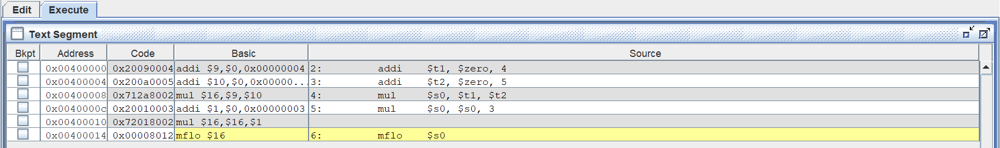 Edit Execute
Text Segment
Bkpt Address Code Basic Source
0x00400000 0x20090004 addi $9,$0,0x00000004 2: addi $t1, $zero, 4
0x00400004 0x200a0005 addi $10,$0,0x00000... 3: addi $t2, $zero, 5
0x00400008 0x712a8002 mul $16,$9,$10 4: mul $s0, $t1, $t2
0x0040000c 0x20010003 addi $1,$0,0x00000003 5: mul $s0, $s0, 3
0x00400010 0x72018002 mul $16,$16,$1
0x00400014 0x00008012 mflo $16 6: mflo $s0